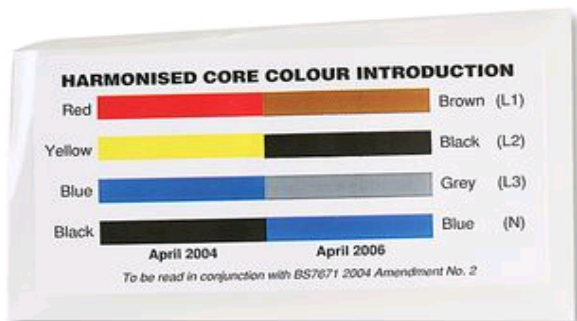 HARMONISED CORE COLOUR INTRODUCTION
Red Brown (L1)
Yellow Black (L2)
Blue Grey (L3)
Black Blue (N)
April 2004 April 2006
To be read in conjunction with BS7671 2004 Amendment No. 2